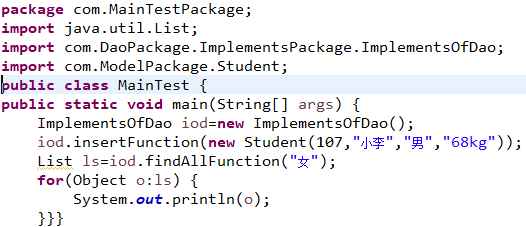 package com.MainTestPackage;
import java.util.List;
import com.DaoPackage.ImplementsPackage.ImplementsOfDao;
import com.ModelPackage.Student;
public class MainTest {
public static void main(String[] args) {
    ImplementsOfDao iod=new ImplementsOfDao();
    iod.insertFunction(new Student(107,"小李","男","68kg"));
    List ls=iod.findAllFunction("女");
    for(Object o:ls) {
        System.out.println(o);
    }}}